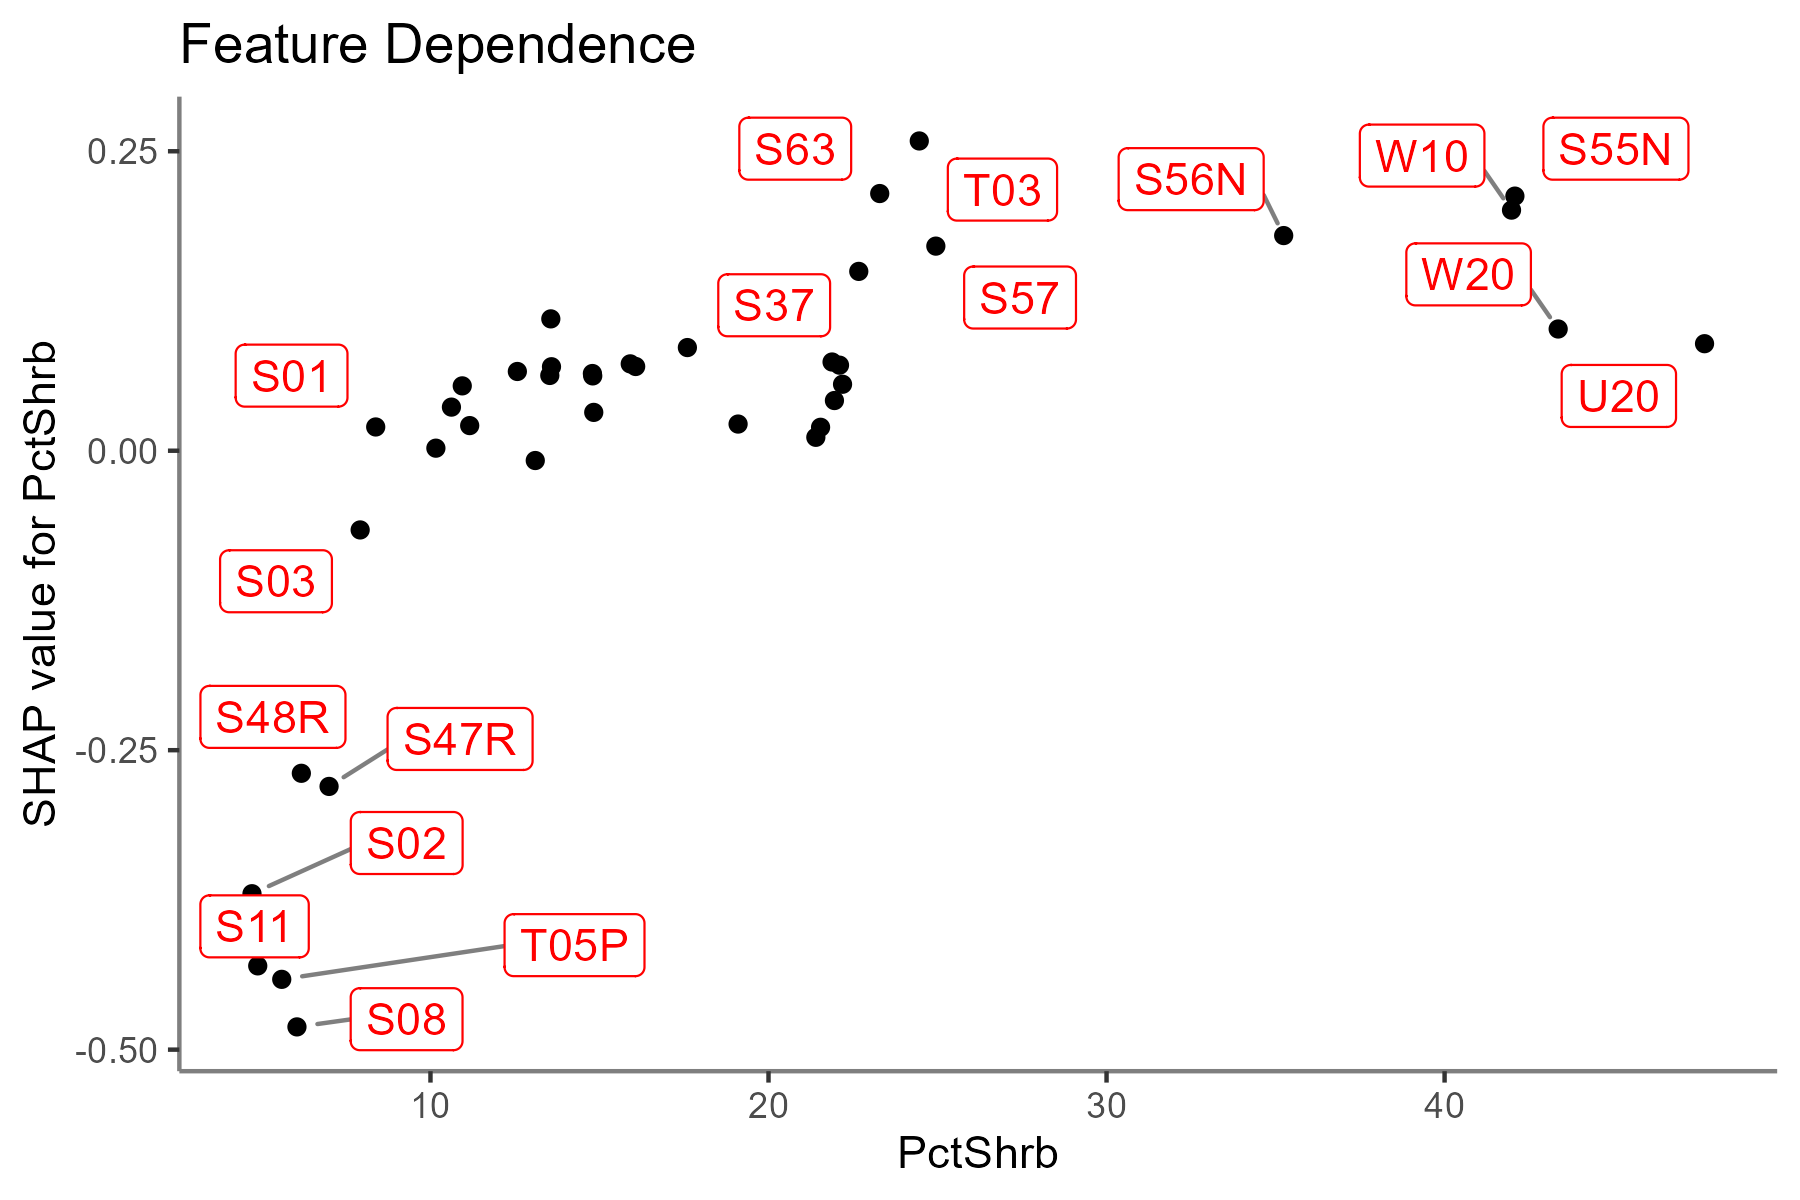 Feature Dependence
SHAP value for PctShrb
0.25
0.00
-0.25
-0.50
S63
T03
S56N
W10
S55N
W20
S37
S57
S01
U20
S03
S48R
S47R
S02
S11
T05P
S08
10
20
30
40
PctShrb